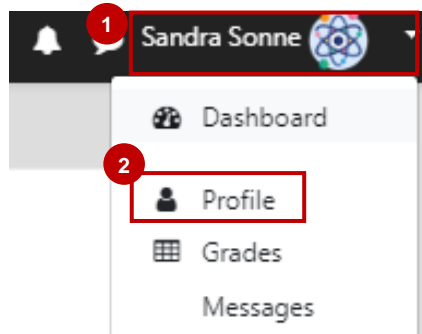 1
Sandra Sonne
Dashboard
2
Profile
Grades
Messages